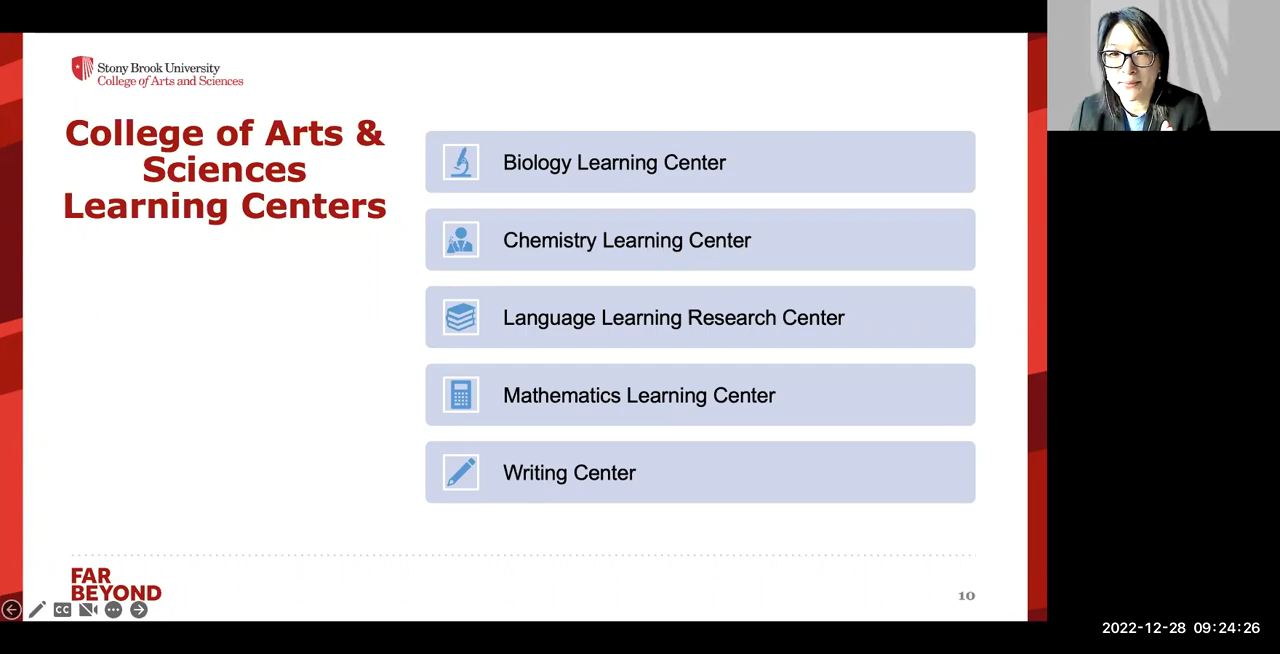 Stony Brook University
College of Arts and Sciences
College of Arts &
Sciences
Learning Centers
Biology Learning Center
Chemistry Learning Center
Language Learning Research Center
Mathematics Learning Center
Writing Center
FAR
BEYOND
CC
10
2022-12-28 09:24:26